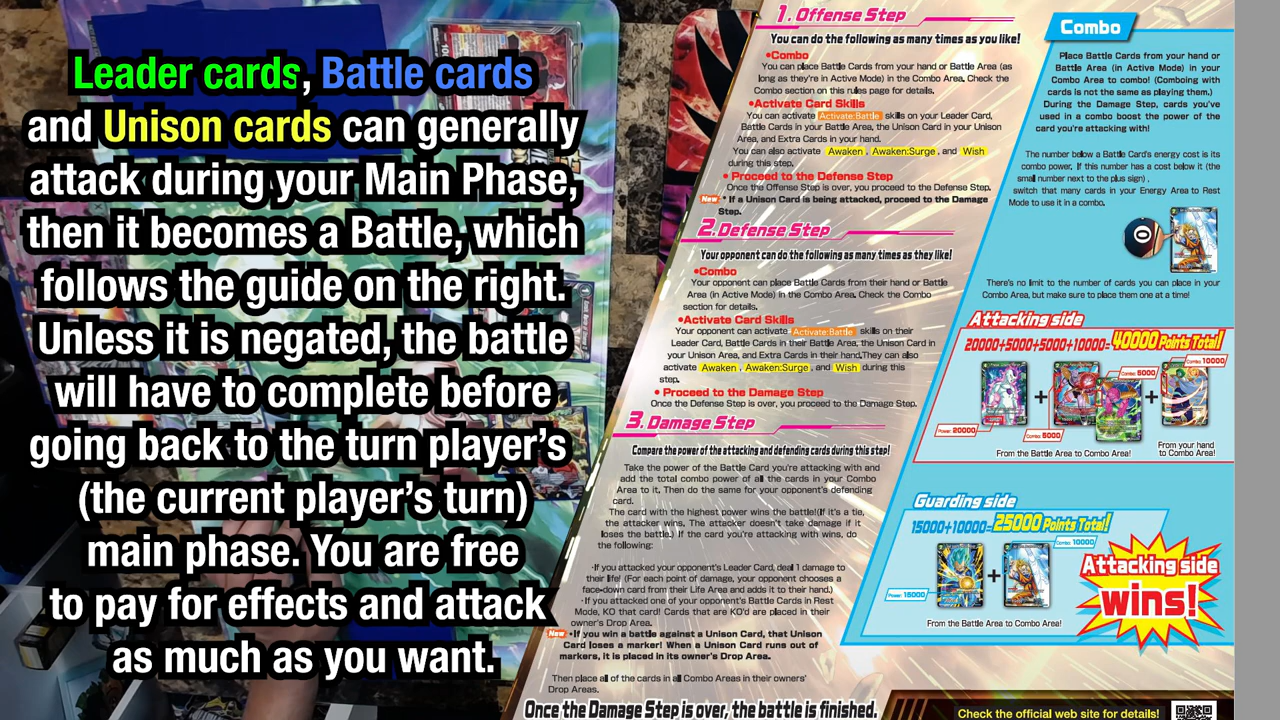 Leader cards, Battle cards
and Unison cards can generally
attack during your Main Phase,
then it becomes a Battle, which
follows the guide on the right.
Unless it is negated, the battle
will have to complete before
going back to the turn player's
(the current player's turn)
main phase. You are free
to pay for effects and attack
as much as you want.
1. Offense Step
You can do the following as many times as you like!
•Combo
You can place Battle Cards from your hand or Battle Area (as
long as they're in Active Mode) in the Combo Area. Check the
Combo section on this rules page for details.
•Activate Card Skills
You can activate Activate:Battle skills on your Leader Card,
Battle Cards in your Battle Area, the Unison Card in your Unison
Area, and Extra Cards in your hand.
You can also activate Awaken, Awaken:Surge, and Wish
during this step.
• Proceed to the Defense Step
Once the Offense Step is over, you proceed to the Defense Step.
New • If a Unison Card is being attacked, proceed to the Damage
Step.
2. Defense Step
Your opponent can do the following as many times as they like!
•Combo
Your opponent can place Battle Cards from their hand or Battle
Area (in Active Mode) in the Combo Area. Check the Combo
section for details.
•Activate Card Skills
Your opponent can activate Activate:Battle skills on their
Leader Card, Battle Cards in their Battle Area, the Unison Card in
your Unison Area, and Extra Cards in their hand.They can also
activate Awaken, Awaken:Surge, and Wish during this
step.
• Proceed to the Damage Step
Once the Defense Step is over, you proceed to the Damage Step.
3. Damage Step
Compare the power of the attacking and defending cards during this step!
Take the power of the Battle Card you're attacking with and
add the total combo power of all the cards in your Combo
Area to it. Then do the same for your opponent's defending
card.
The card with the highest power wins the battle!(If it's a tie,
the attacker wins. The attacker doesn't take damage if it
loses the battle.) If the card you're attacking with wins, do
the following:
·If you attacked your opponent's Leader Card, deal 1 damage to
their life! (For each point of damage, your opponent chooses a
face-down card from their Life Area and adds it to their hand.)
·If you attacked one of your opponent's Battle Cards in Rest
Mode, KO that card! Cards that are KO'd are placed in their
owner's Drop Area.
New •If you win a battle against a Unison Card, that Unison
Card loses a marker! When a Unison Card runs out of
markers, it is placed in its owner's Drop Area.
Then place all of the cards in all Combo Areas in their owners'
Drop Areas.
Once the Damage Step is over, the battle is finished.
Combo
Place Battle Cards from your hand or
Battle Area (in Active Mode) in your
Combo Area to combo! (Comboing with
cards is not the same as playing them.)
During the Damage Step, cards you've
used in a combo boost the power of the
card you're attacking with!
The number below a Battle Card's energy cost is its
combo power. If this number has a cost below it (the
small number next to the plus sign),
switch that many cards in your Energy Area to Rest
Mode to use it in a combo.
0
There's no limit to the number of cards you can place in your
Combo Area, but make sure to place them one at a time!
Attacking side
20000+5000+5000+10000=40000 Points Total!
Combo: 10000
Combo: 5000
Power: 20000
Combo: 5000
From the Battle Area to Combo Area!
From your hand
to Combo Area!
Guarding side
15000+10000=25000 Points Total!
Combo: 10000
Power: 15000
From the Battle Area to Combo Area!
Attacking side
wins!
Check the official web site for details!